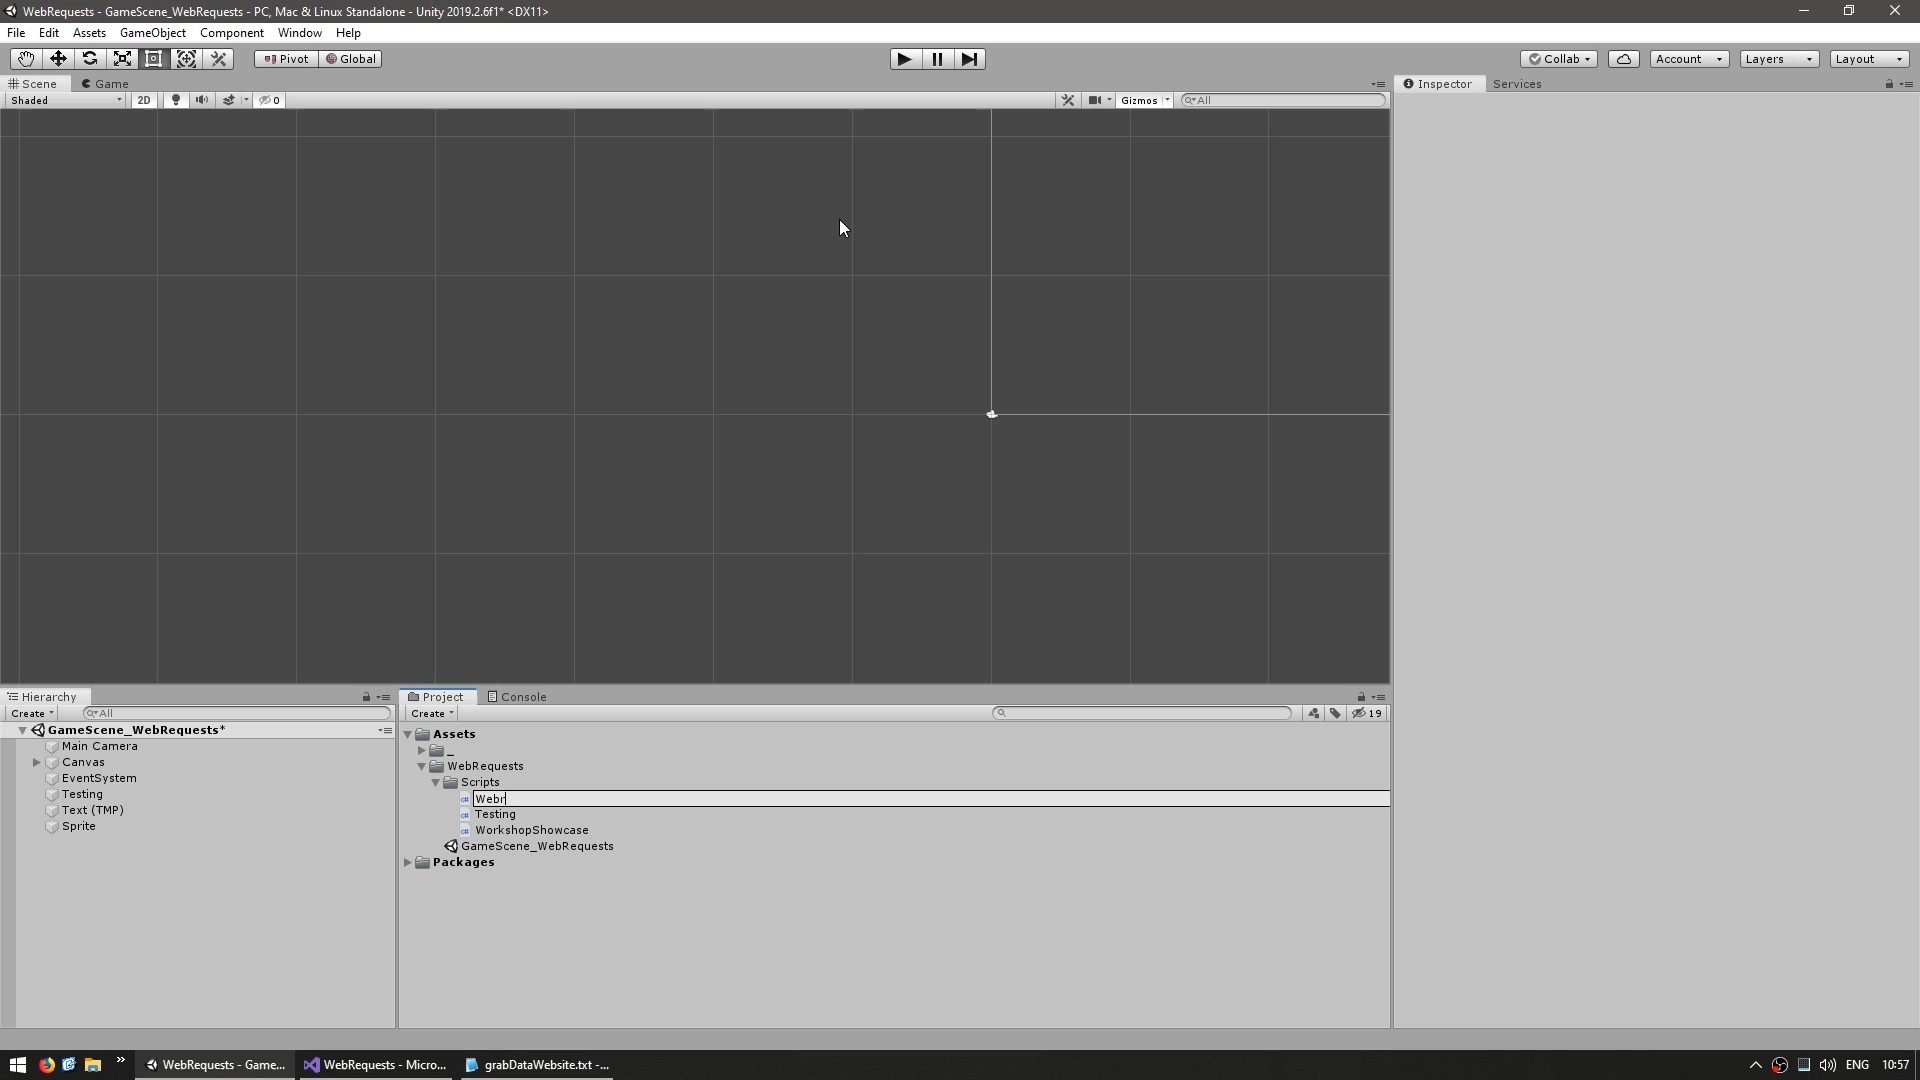 WebRequests - GameScene_WebRequests - PC, Mac & Linux Standalone - Unity 2019.2.6f1* <DX11>
File Edit Assets GameObject Component Window Help
Pivot Global Collab Account Layers Layout
Scene Game Inspector Services
Shaded 2D 0 Gizmos All
Hierarchy Project Console
Create All Create 19
GameScene_WebRequests* Assets
Main Camera _
Canvas WebRequests
EventSystem Scripts
Testing Webr
Text (TMP) Testing
Sprite WorkshopShowcase
GameScene_WebRequests
Packages
WebRequests - Game... WebRequests - Micro... grabDataWebsite.txt -... ENG 10:57